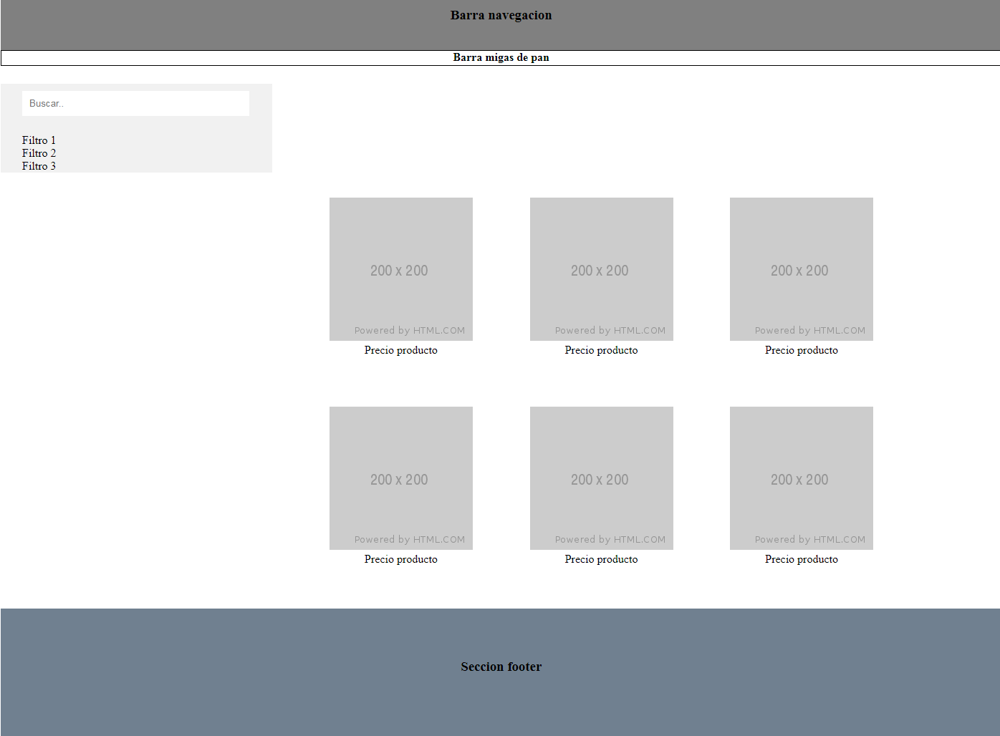 Barra navegacion
Barra migas de pan
Buscar..
Filtro 1
Filtro 2
Filtro 3
200 x 200
Powered by HTML.COM
Precio producto
200 x 200
Powered by HTML.COM
Precio producto
200 x 200
Powered by HTML.COM
Precio producto
200 x 200
Powered by HTML.COM
Precio producto
200 x 200
Powered by HTML.COM
Precio producto
200 x 200
Powered by HTML.COM
Precio producto
Seccion footer